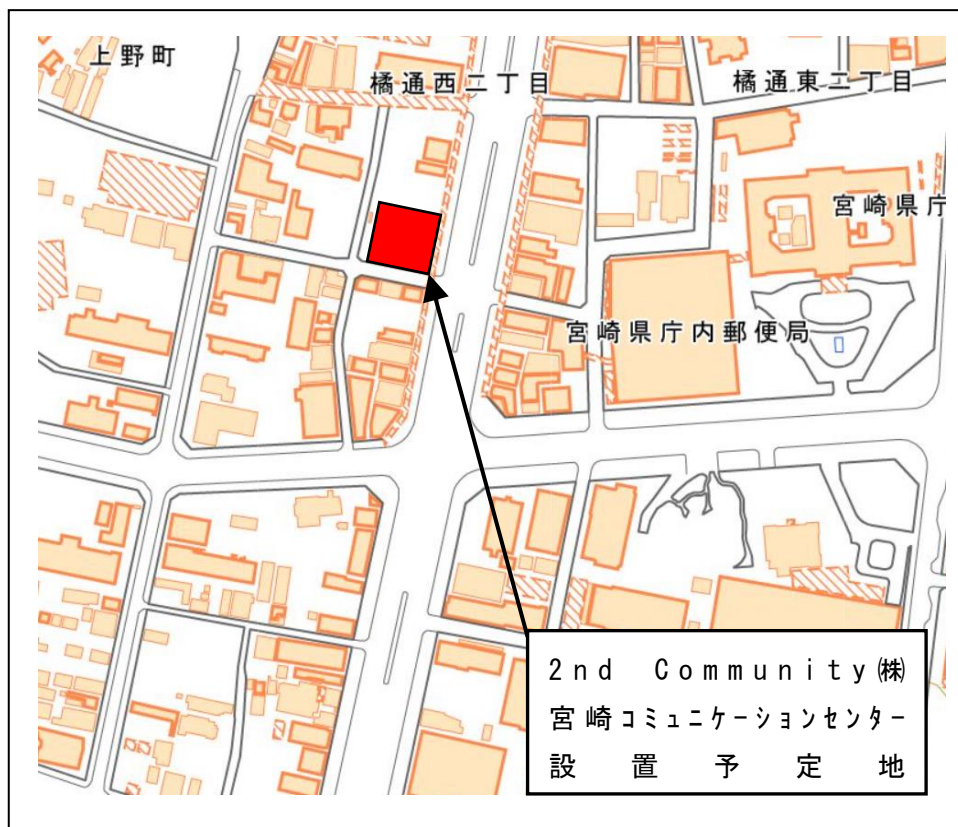 上野町
橘通西二丁目
橘通東二丁目
宮崎県庁
宮崎県庁内郵便局
2nd Community㈱
宮崎コミュニケーションセンター
設置予定地